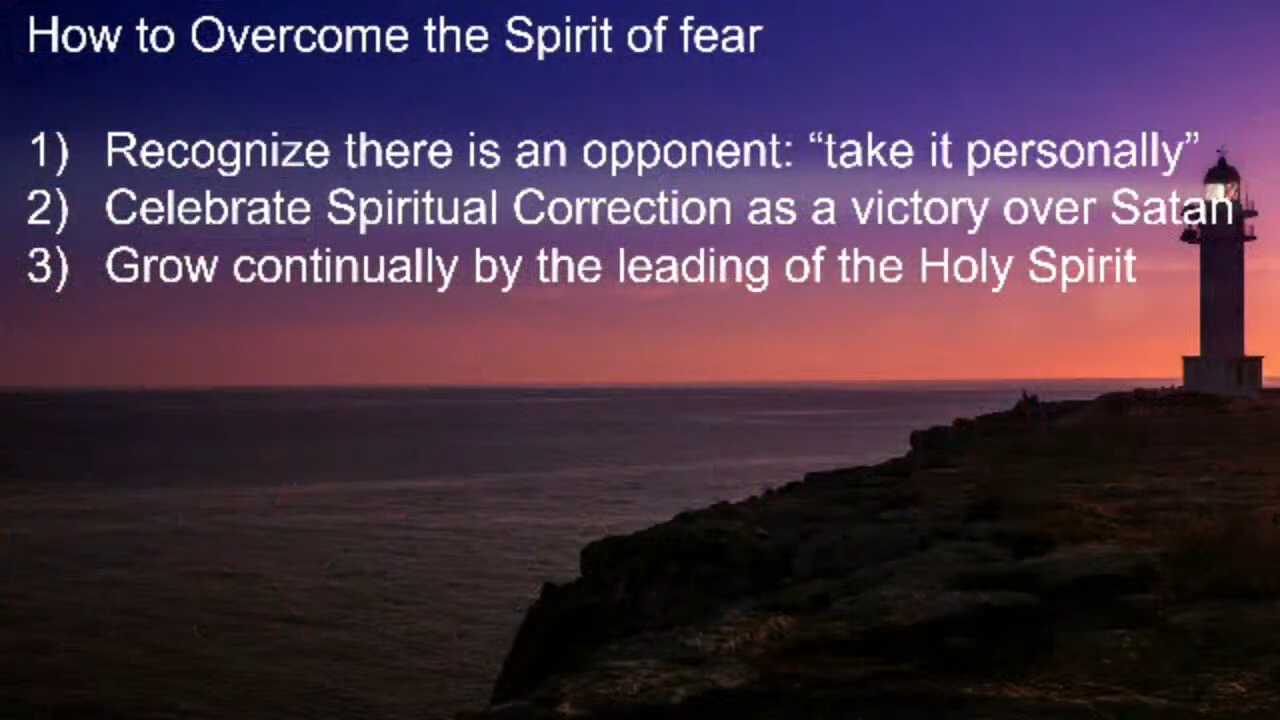 How to Overcome the Spirit of fear
1) Recognize there is an opponent: “take it personally”
2) Celebrate Spiritual Correction as a victory over Satan
3) Grow continually by the leading of the Holy Spirit